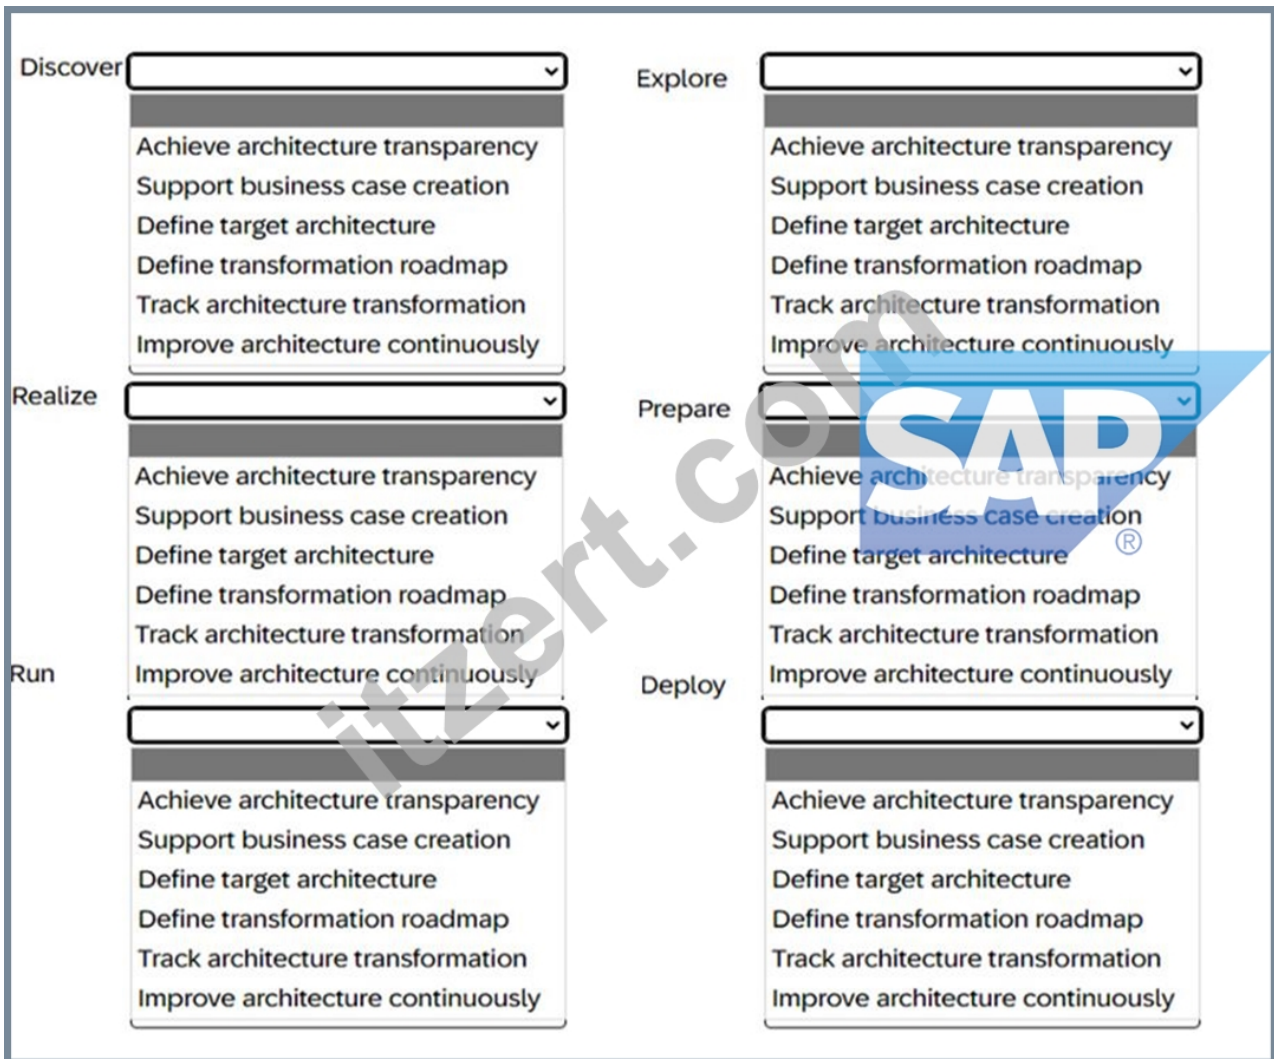 Discover
Achieve architecture transparency
Support business case creation
Define target architecture
Define transformation roadmap
Track architecture transformation
Improve architecture continuously
Explore
Achieve architecture transparency
Support business case creation
Define target architecture
Define transformation roadmap
Track architecture transformation
Improve architecture continuously
Realize
Achieve architecture transparency
Support business case creation
Define target architecture
Define transformation roadmap
Track architecture transformation
Improve architecture continuously
Prepare
Achieve architecture transparency
Support business case creation
Define target architecture
Define transformation roadmap
Track architecture transformation
Improve architecture continuously
Run
Achieve architecture transparency
Support business case creation
Define target architecture
Define transformation roadmap
Track architecture transformation
Improve architecture continuously
Deploy
Achieve architecture transparency
Support business case creation
Define target architecture
Define transformation roadmap
Track architecture transformation
Improve architecture continuously
SAP®
itzert.com